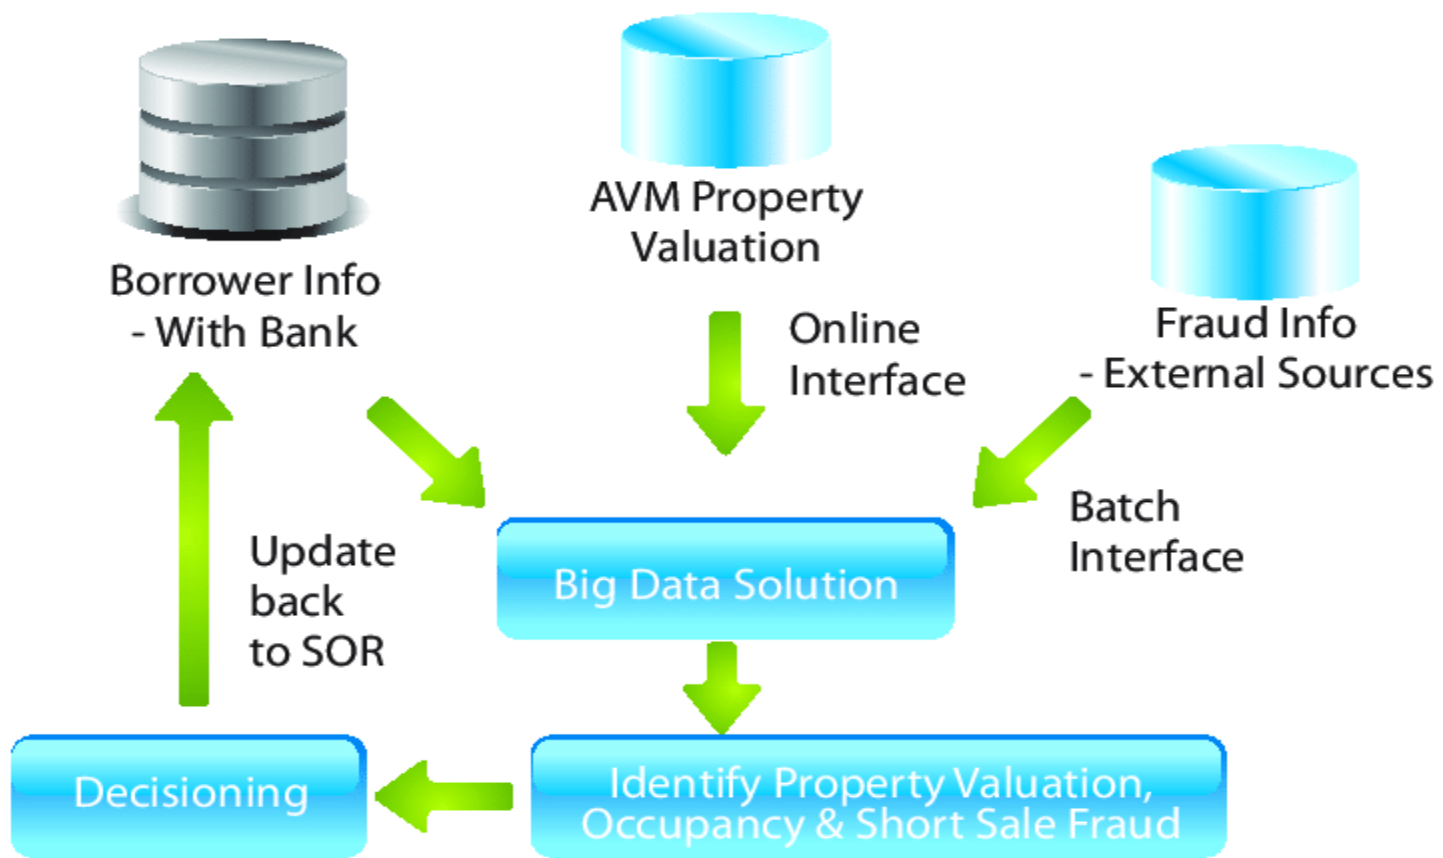 AVM Property
Valuation
Borrower Info
- With Bank
Fraud Info
- External Sources
Online
Interface
Batch
Interface
Update
back
to SOR
Big Data Solution
Decisioning
Identify Property Valuation,
Occupancy & Short Sale Fraud